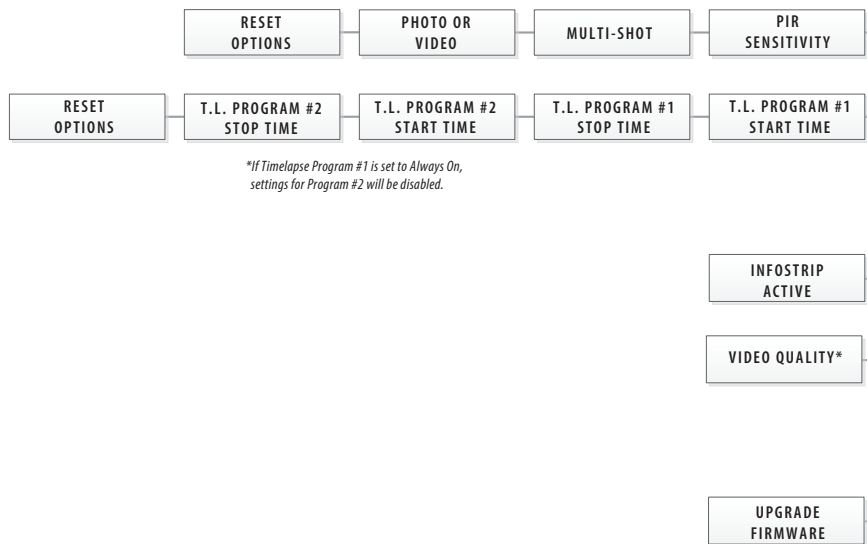 RESET
OPTIONS
PHOTO OR
VIDEO
MULTI-SHOT
PIR
SENSITIVITY
RESET
OPTIONS
T.L. PROGRAM #2
STOP TIME
T.L. PROGRAM #2
START TIME
T.L. PROGRAM #1
STOP TIME
T.L. PROGRAM #1
START TIME
*If Timelapse Program #1 is set to Always On,
settings for Program #2 will be disabled.
INFOSTRIP
ACTIVE
VIDEO QUALITY*
UPGRADE
FIRMWARE